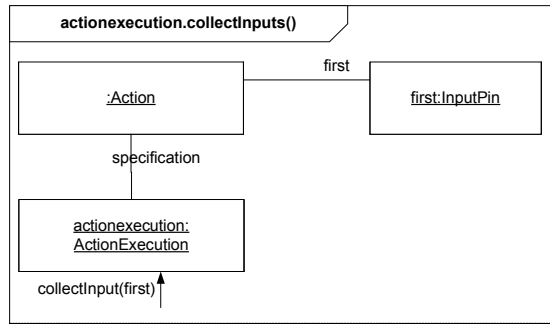 actionexecution.collectInputs()
first
:Action
first:InputPin
specification
actionexecution:
ActionExecution
collectInput(first)